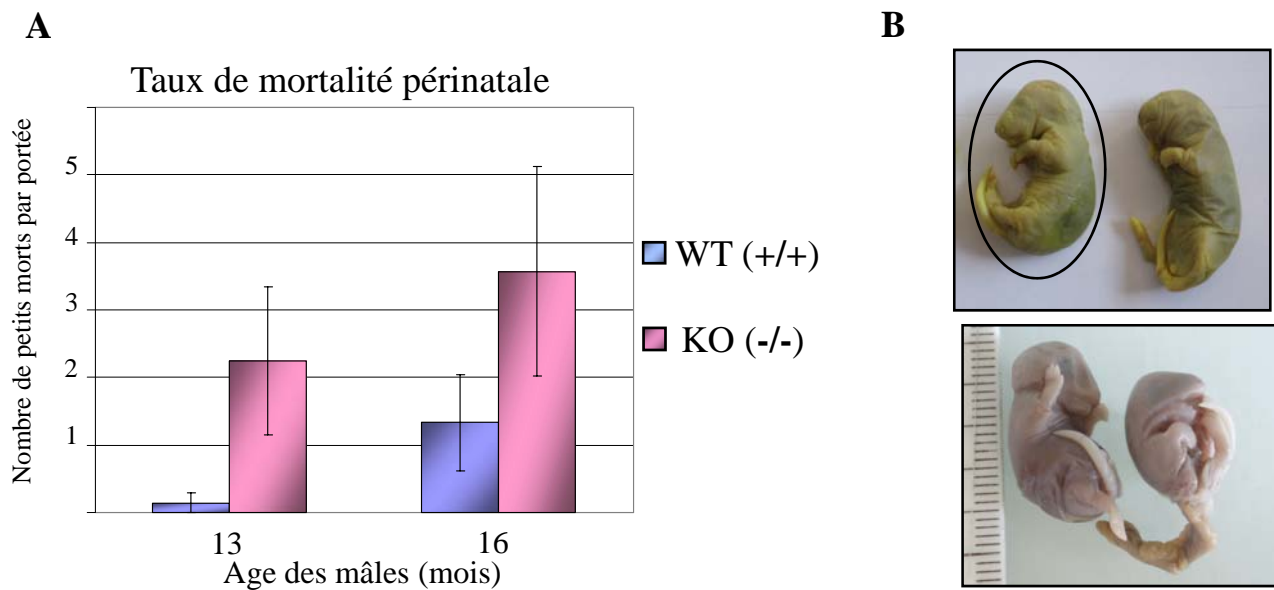 A
Taux de mortalité périnatale
Nombre de petits morts par portée
5
4
3
2
1
13
16
Age des mâles (mois)
WT (+/+)
KO (-/-)
B